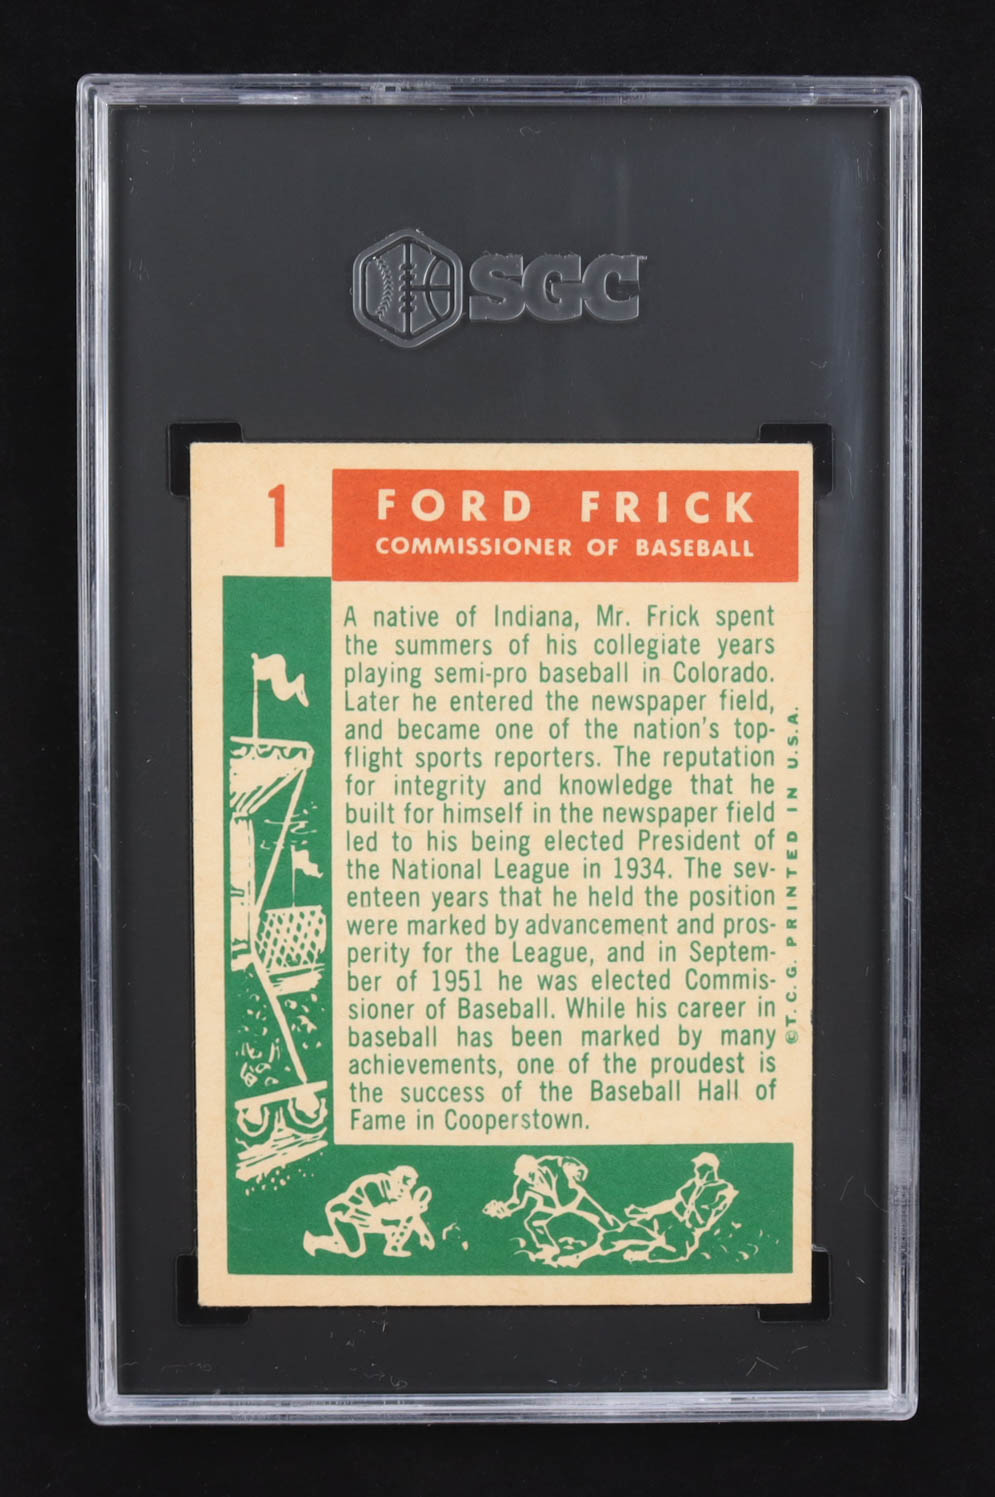 SGC
1
FORD FRICK
COMMISSIONER OF BASEBALL
A native of Indiana, Mr. Frick spent
the summers of his collegiate years
playing semi-pro baseball in Colorado.
Later he entered the newspaper field,
and became one of the nation's top-
flight sports reporters. The reputation
for integrity and knowledge that he
built for himself in the newspaper field
led to his being elected President of
the National League in 1934. The sev-
enteen years that he held the position
were marked by advancement and pros-
perity for the League, and in Septem-
ber of 1951 he was elected Commis-
sioner of Baseball. While his career in
baseball has been marked by many
achievements, one of the proudest is
the success of the Baseball Hall of
Fame in Cooperstown.
©T.C.G. PRINTED IN U.S.A.